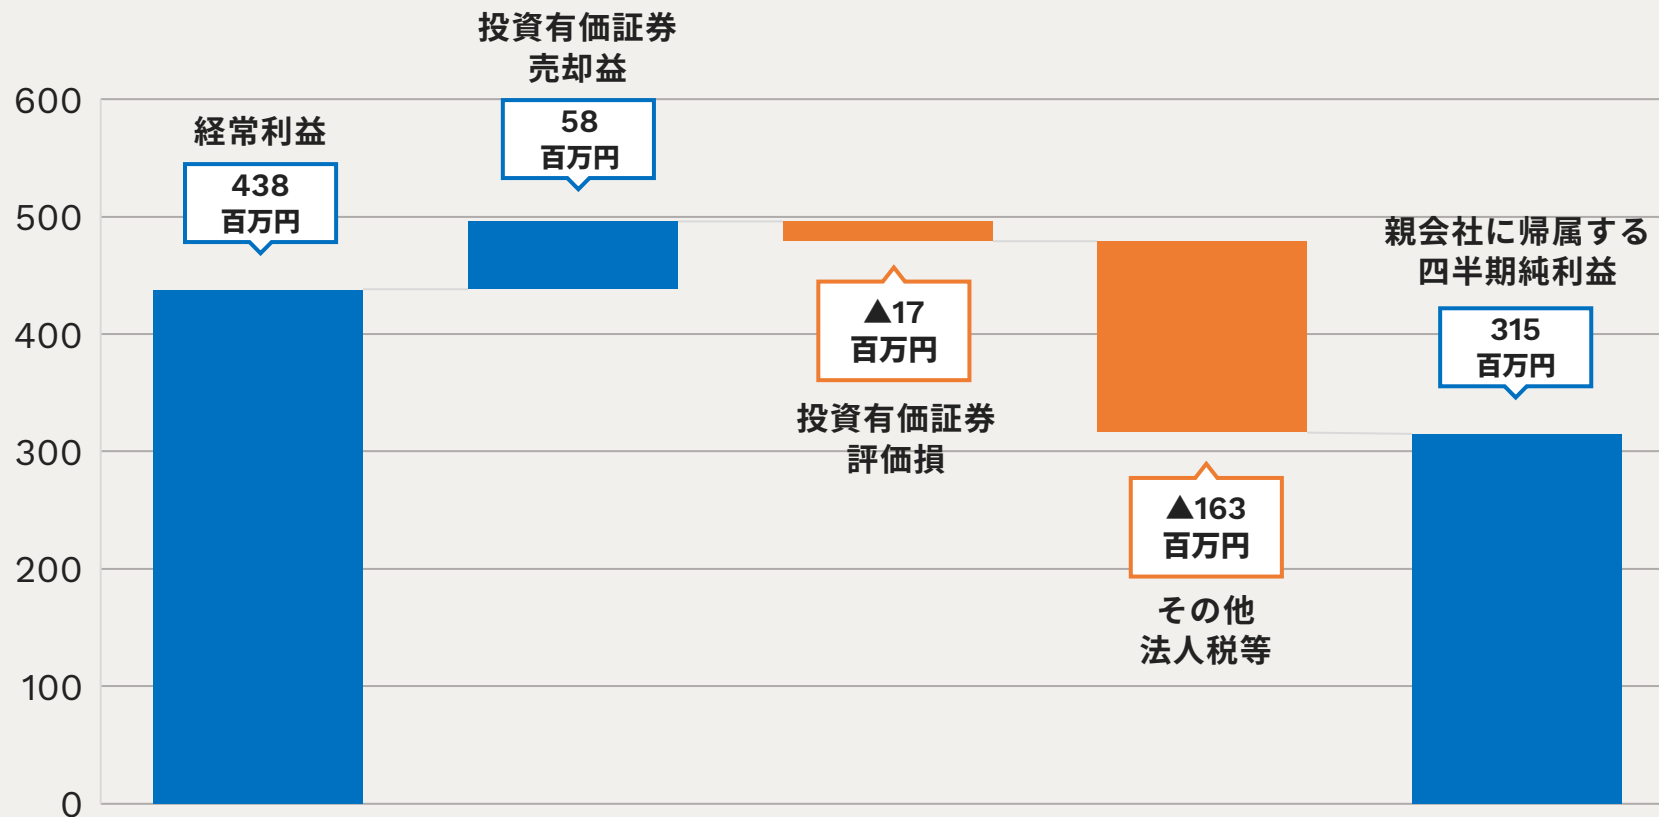 投資有価証券
売却益
58
百万円
経常利益
438
百万円
親会社に帰属する
四半期純利益
315
百万円
▲17
百万円
投資有価証券
評価損
▲163
百万円
その他
法人税等
600
500
400
300
200
100
0